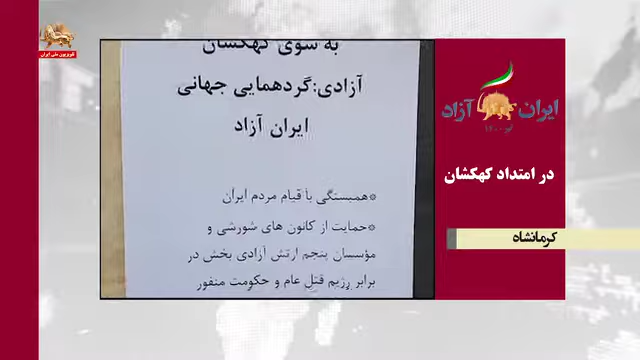 به سوی کهکشان
آزادی:گردهمایی جهانی
ایران آزاد
*همبستگی با قیام مردم ایران
*حمایت از کانون های شورشی و
مؤسسان پنجم ارتش آزادی بخش در
برابر رژیم قتل عام و حکومت منفور
ایران آزاد
در امتداد کهکشان
کرمانشاه